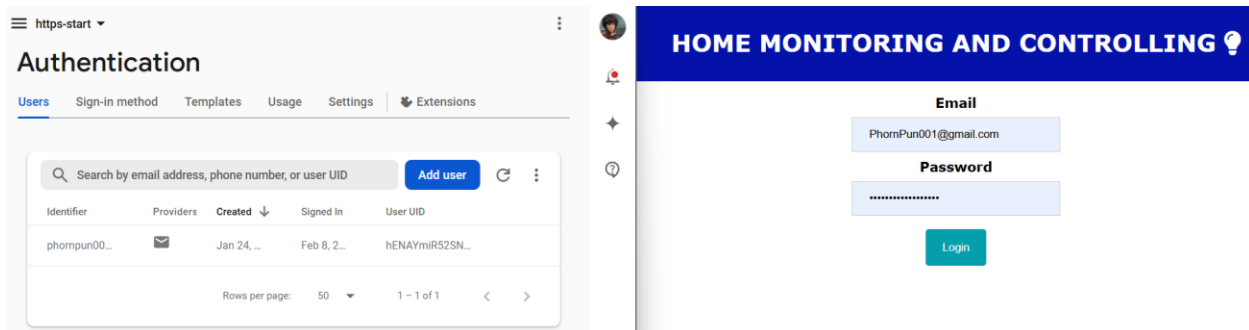 https-start
Authentication
Users Sign-in method Templates Usage Settings Extensions
Search by email address, phone number, or user UID Add user
Identifier Providers Created Signed In User UID
phornpun00... Jan 24, ... Feb 8, 2... hENAYmiR52SN...
Rows per page: 50 1 – 1 of 1
HOME MONITORING AND CONTROLLING
Email
PhornPun001@gmail.com
Password
••••••••••••••••••
Login